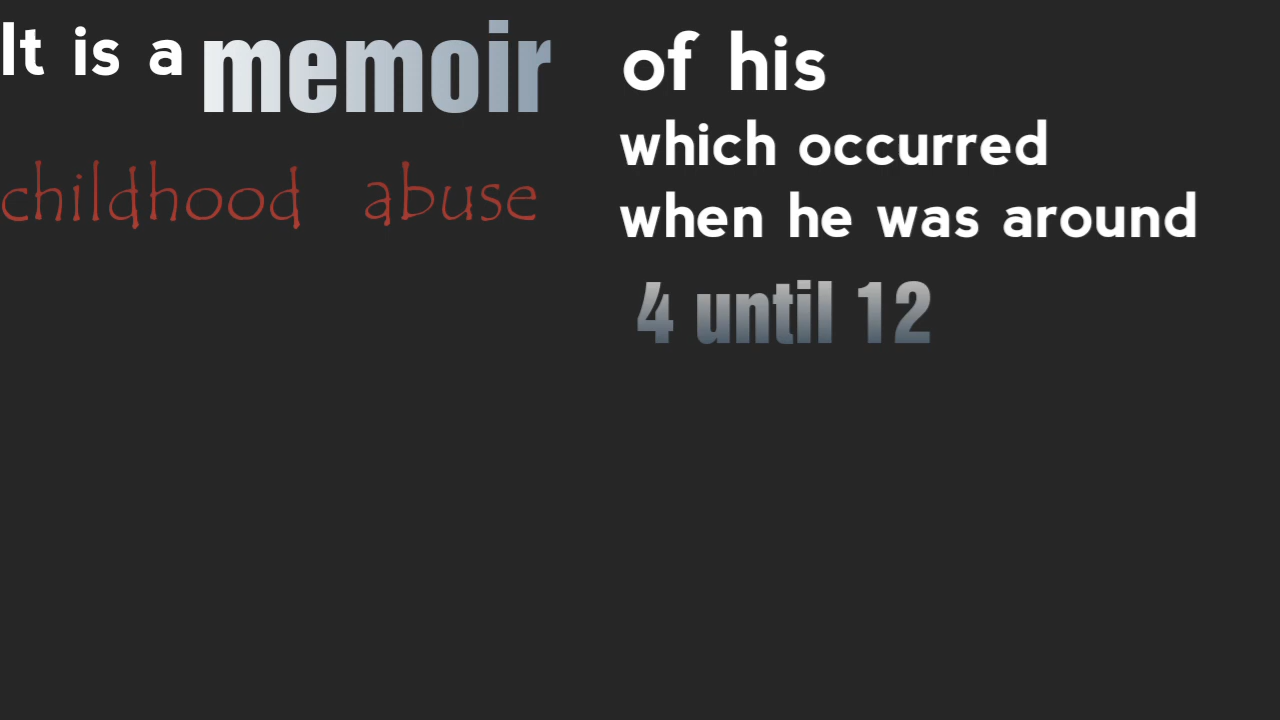 It is a memoir of his
childhood abuse
which occurred
when he was around
4 until 12